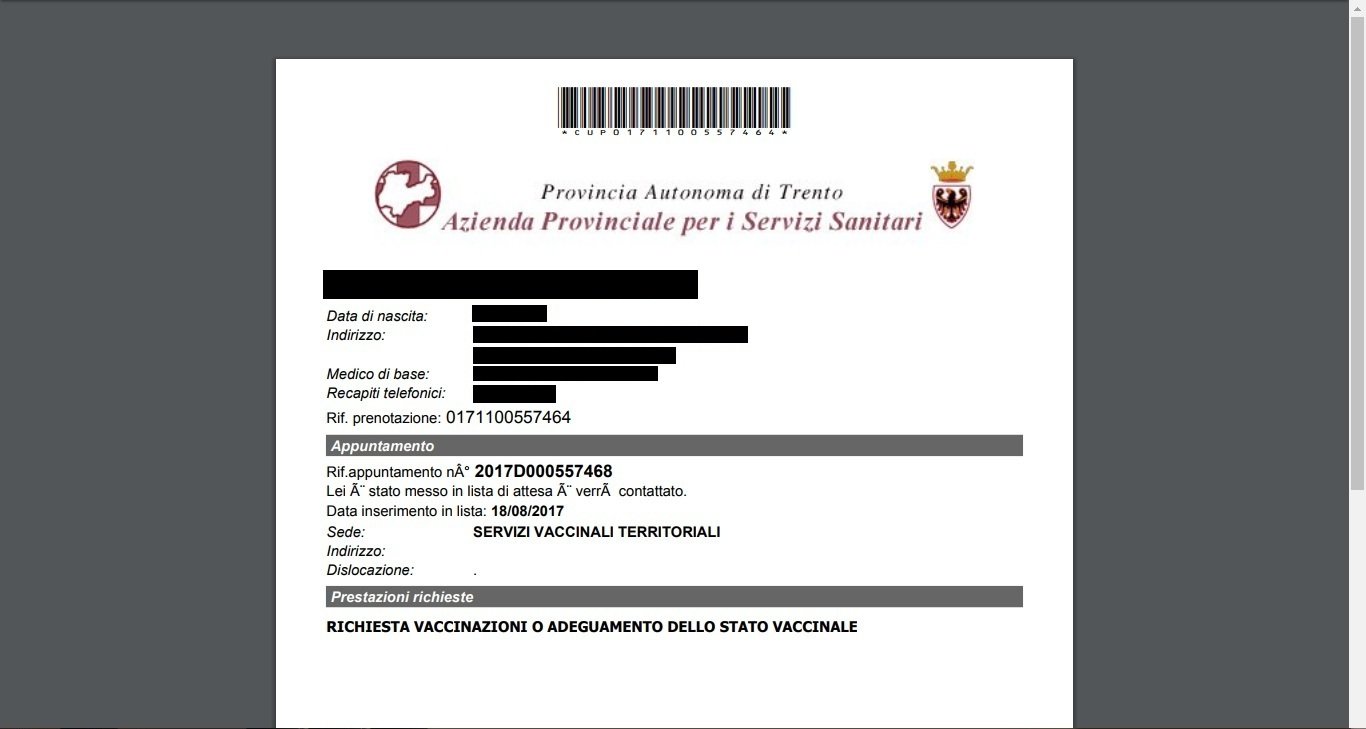 *CUP0171100557464*
Provincia Autonoma di Trento
Azienda Provinciale per i Servizi Sanitari
Data di nascita:
Indirizzo:
Medico di base:
Recapiti telefonici:
Rif. prenotazione: 0171100557464
Appuntamento
Rif.appuntamento nÂ° 2017D000557468
Lei Ã¨ stato messo in lista di attesa Ã¨ verrÃ  contattato.
Data inserimento in lista: 18/08/2017
Sede: SERVIZI VACCINALI TERRITORIALI
Indirizzo:
Dislocazione: .
Prestazioni richieste
RICHIESTA VACCINAZIONI O ADEGUAMENTO DELLO STATO VACCINALE